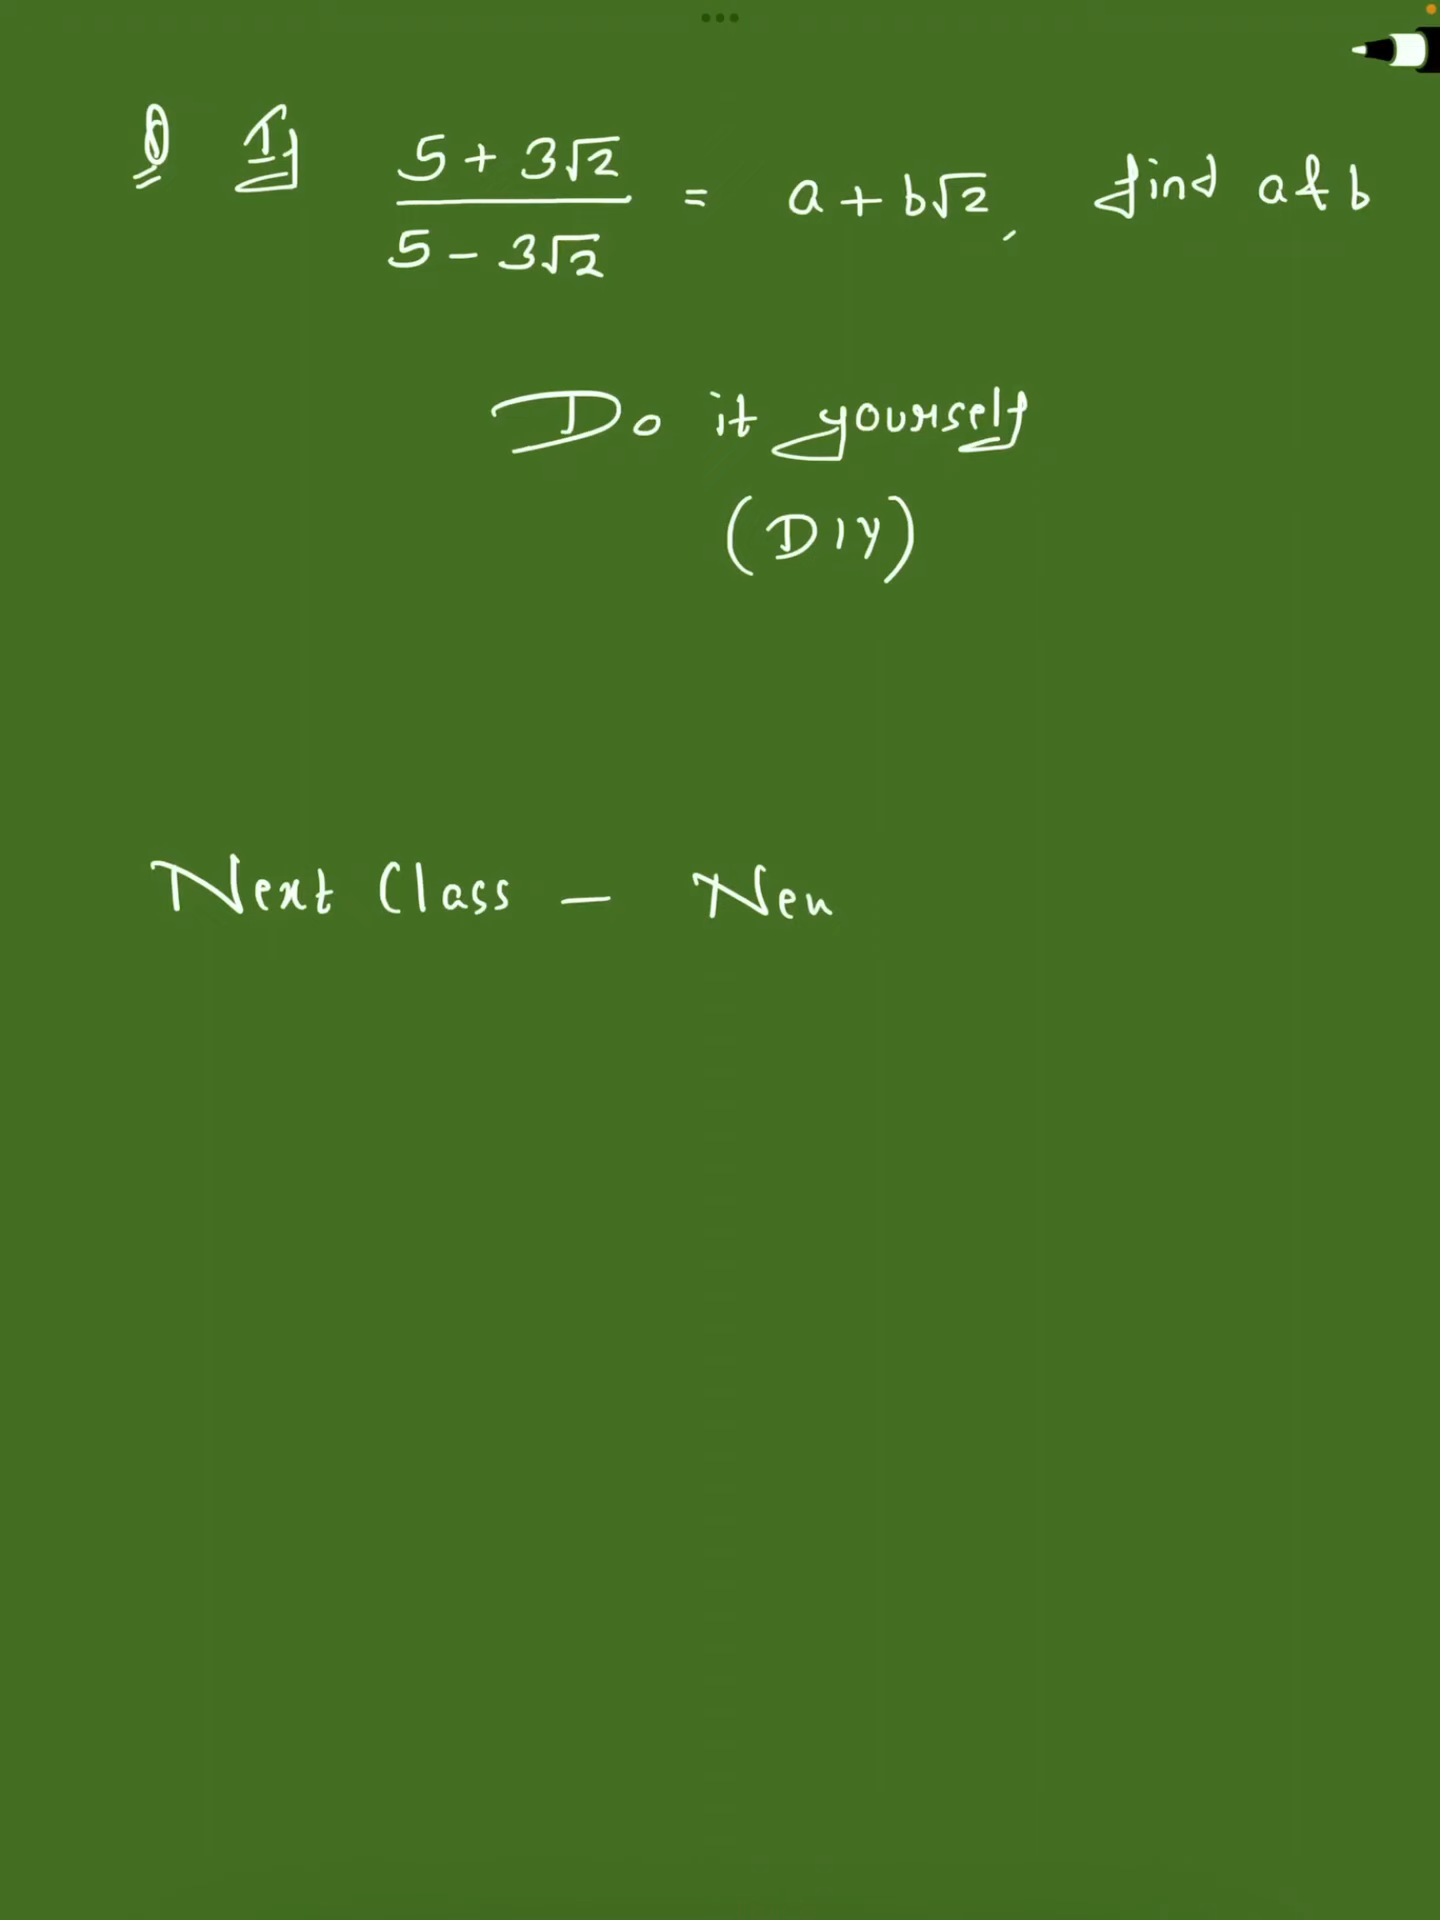 Q If 5 + 3√2 / 5 - 3√2 = a + b√2, find a & b
Do it yourself
(DIY)
Next Class - New